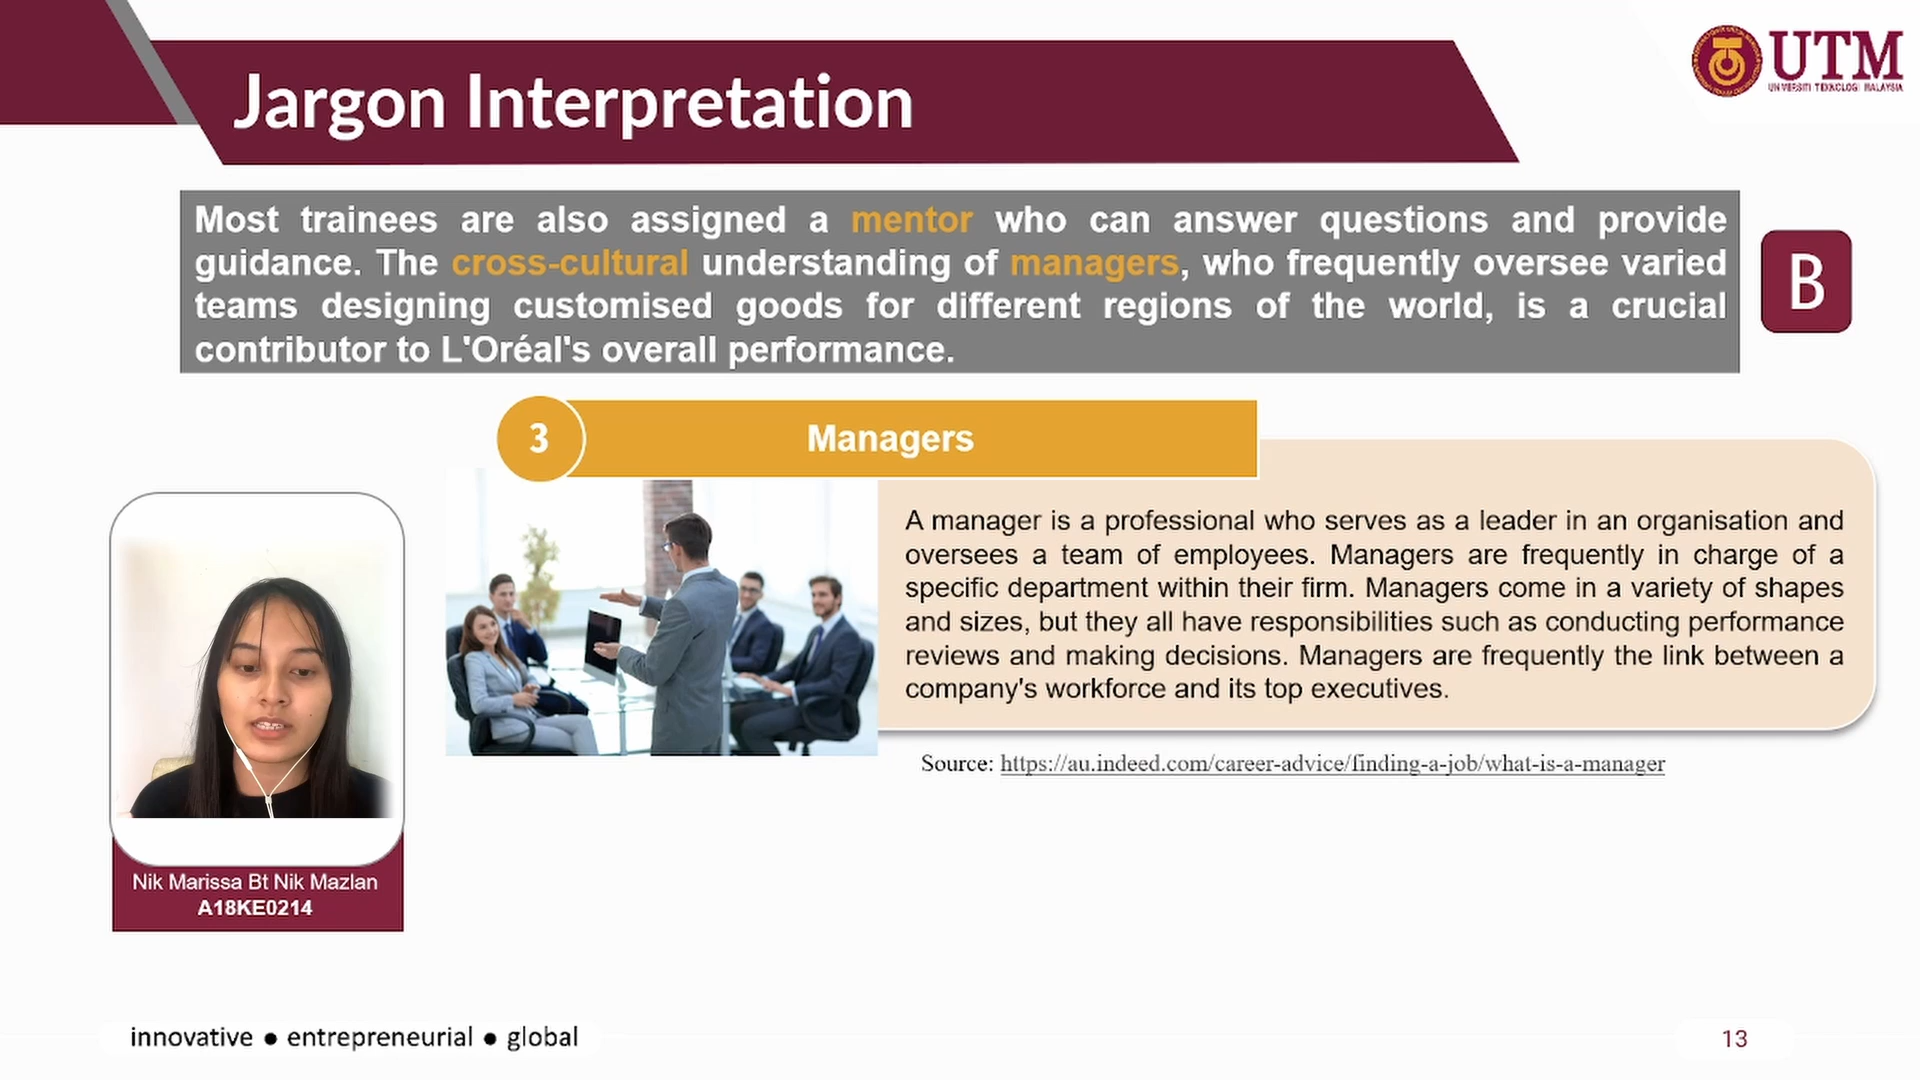 Jargon Interpretation
UTM
UNIVERSITI TEKNOLOGI MALAYSIA
Most trainees are also assigned a mentor who can answer questions and provide
guidance. The cross-cultural understanding of managers, who frequently oversee varied
teams designing customised goods for different regions of the world, is a crucial
contributor to L'Oréal's overall performance.
B
3
Managers
A manager is a professional who serves as a leader in an organisation and
oversees a team of employees. Managers are frequently in charge of a
specific department within their firm. Managers come in a variety of shapes
and sizes, but they all have responsibilities such as conducting performance
reviews and making decisions. Managers are frequently the link between a
company's workforce and its top executives.
Source: https://au.indeed.com/career-advice/finding-a-job/what-is-a-manager
Nik Marissa Bt Nik Mazlan
A18KE0214
innovative ● entrepreneurial ● global
13